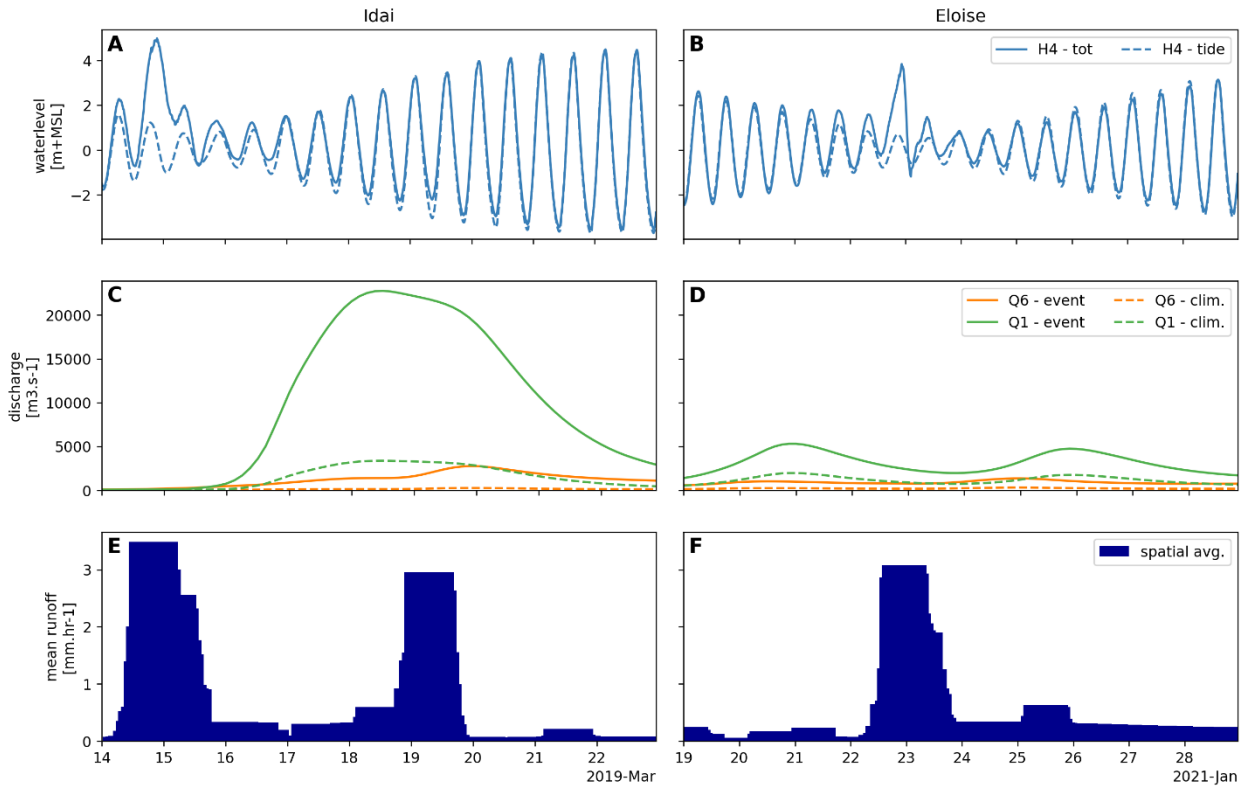 Idai
Eloise
A
B
H4 - tot
H4 - tide
waterlevel
[m+MSL]
4
2
0
−2
C
D
Q6 - event
Q1 - event
Q6 - clim.
Q1 - clim.
discharge
[m3.s-1]
20000
15000
10000
5000
0
E
F
spatial avg.
mean runoff
[mm.hr-1]
3
2
1
0
14 15 16 17 18 19 20 21 22
2019-Mar
19 20 21 22 23 24 25 26 27 28
2021-Jan